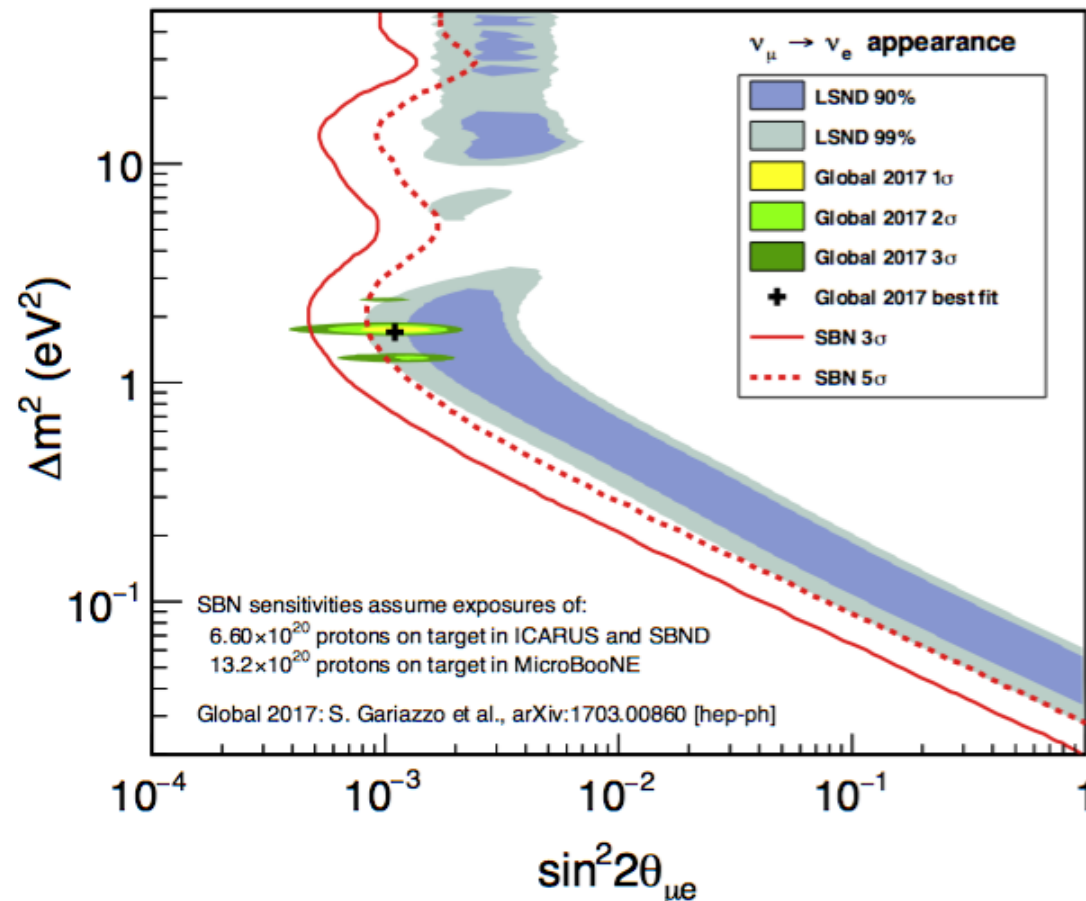 ν_μ → ν_e appearance
LSND 90%
LSND 99%
Global 2017 1σ
Global 2017 2σ
Global 2017 3σ
Global 2017 best fit
SBN 3σ
SBN 5σ
10
1
10⁻¹
Δm² (eV²)
SBN sensitivities assume exposures of:
6.60×10²⁰ protons on target in ICARUS and SBND
13.2×10²⁰ protons on target in MicroBooNE
Global 2017: S. Gariazzo et al., arXiv:1703.00860 [hep-ph]
10⁻⁴ 10⁻³ 10⁻² 10⁻¹ 1
sin²2θ_μe